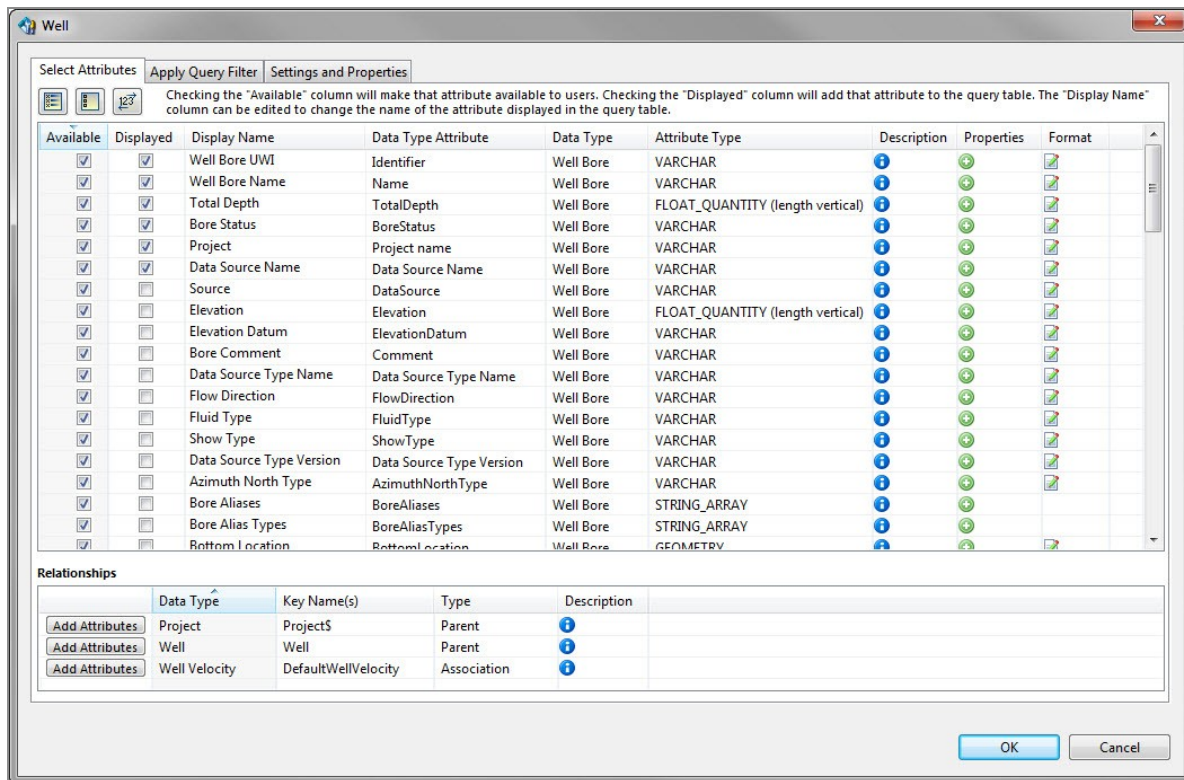 Well
Select Attributes Apply Query Filter Settings and Properties
123 Checking the "Available" column will make that attribute available to users. Checking the "Displayed" column will add that attribute to the query table. The "Display Name"
column can be edited to change the name of the attribute displayed in the query table.
Available Displayed Display Name Data Type Attribute Data Type Attribute Type Description Properties Format
Well Bore UWI Identifier Well Bore VARCHAR
Well Bore Name Name Well Bore VARCHAR
Total Depth TotalDepth Well Bore FLOAT_QUANTITY (length vertical)
Bore Status BoreStatus Well Bore VARCHAR
Project Project name Well Bore VARCHAR
Data Source Name Data Source Name Well Bore VARCHAR
Source DataSource Well Bore VARCHAR
Elevation Elevation Well Bore FLOAT_QUANTITY (length vertical)
Elevation Datum ElevationDatum Well Bore VARCHAR
Bore Comment Comment Well Bore VARCHAR
Data Source Type Name Data Source Type Name Well Bore VARCHAR
Flow Direction FlowDirection Well Bore VARCHAR
Fluid Type FluidType Well Bore VARCHAR
Show Type ShowType Well Bore VARCHAR
Data Source Type Version Data Source Type Version Well Bore VARCHAR
Azimuth North Type AzimuthNorthType Well Bore VARCHAR
Bore Aliases BoreAliases Well Bore STRING_ARRAY
Bore Alias Types BoreAliasTypes Well Bore STRING_ARRAY
Bottom Location BottomLocation Well Bore GEOMETRY
Relationships
Data Type Key Name(s) Type Description
Add Attributes Project Project$ Parent
Add Attributes Well Well Parent
Add Attributes Well Velocity DefaultWellVelocity Association
OK Cancel